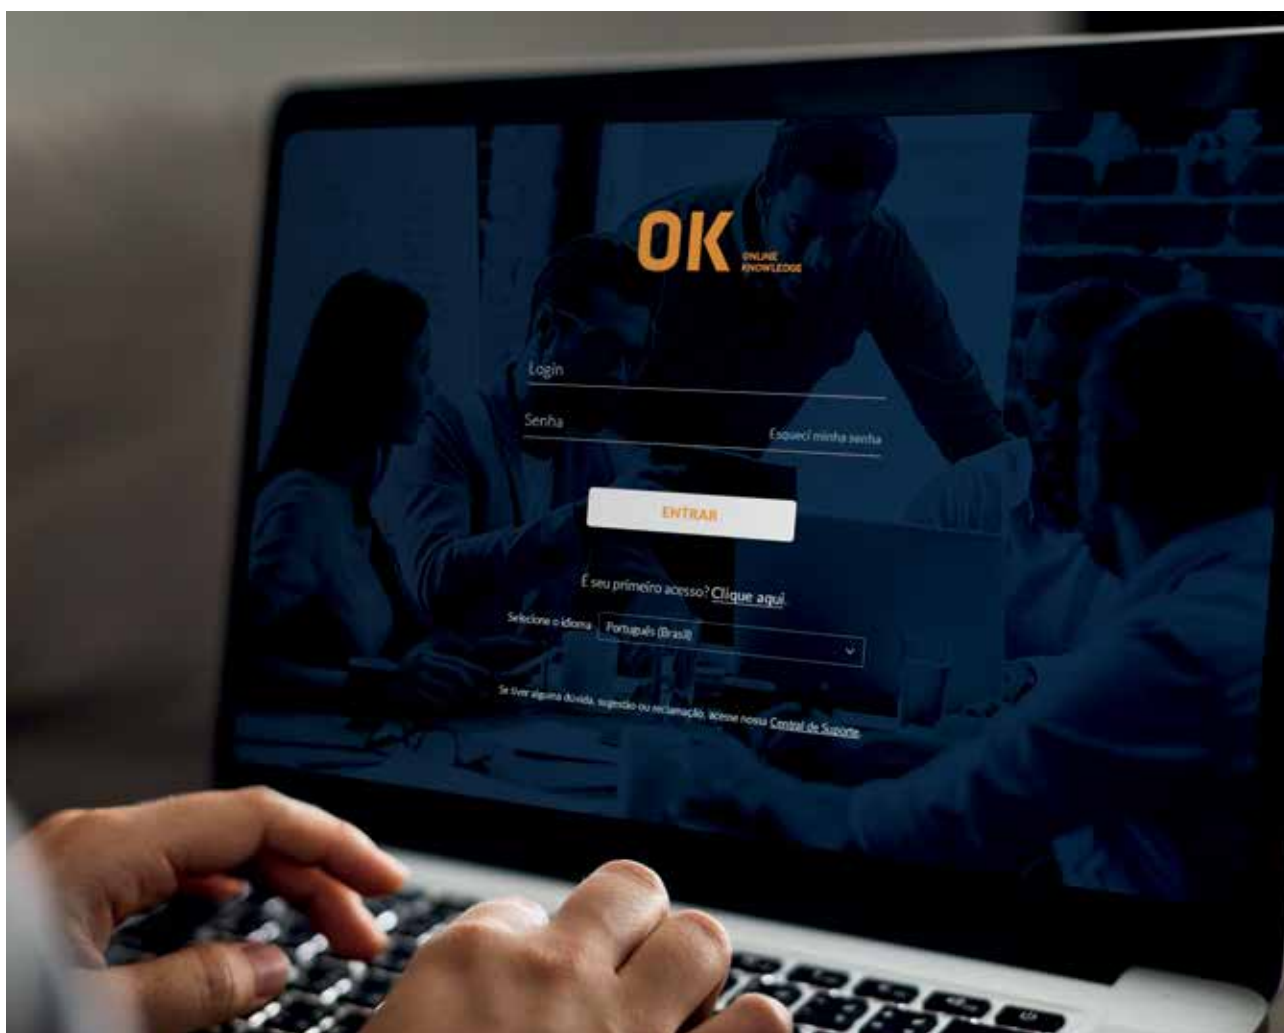 OK ONLINE
KNOWLEDGE
Login
Senha
Esqueci minha senha
ENTRAR
É seu primeiro acesso? Clique aqui.
Selecione o idioma Português (Brasil)
Se tiver alguma dúvida, sugestão ou reclamação, acesse nossa Central de Suporte.